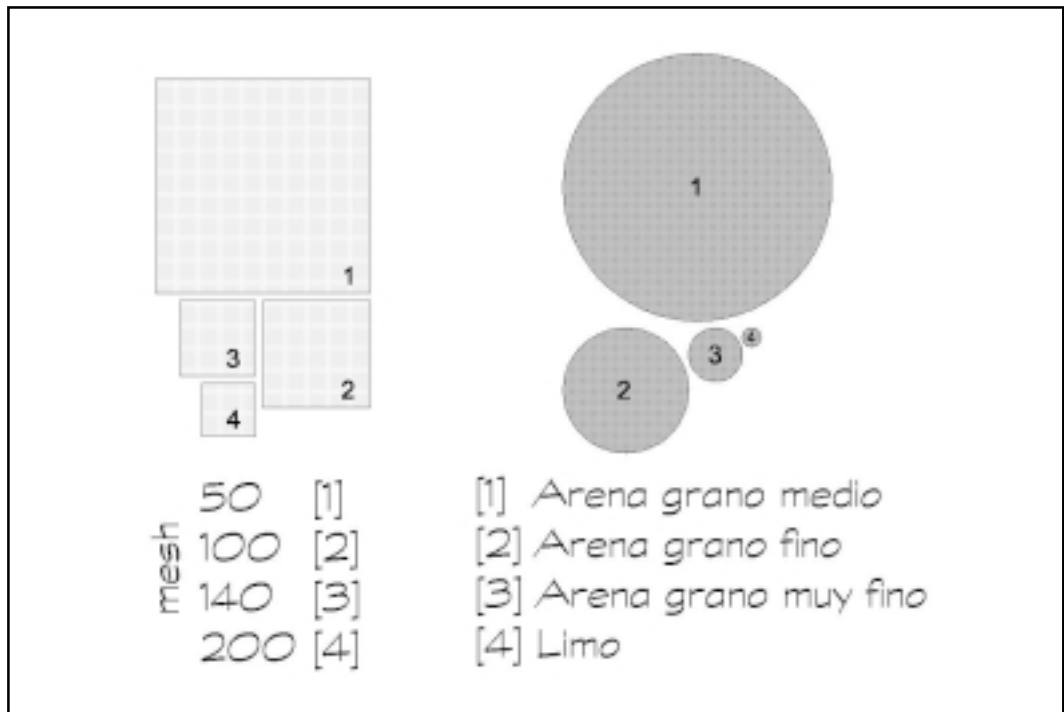 1
3
2
4
1
2
3
4
mesh
50 [1]
100 [2]
140 [3]
200 [4]
[1] Arena grano medio
[2] Arena grano fino
[3] Arena grano muy fino
[4] Limo